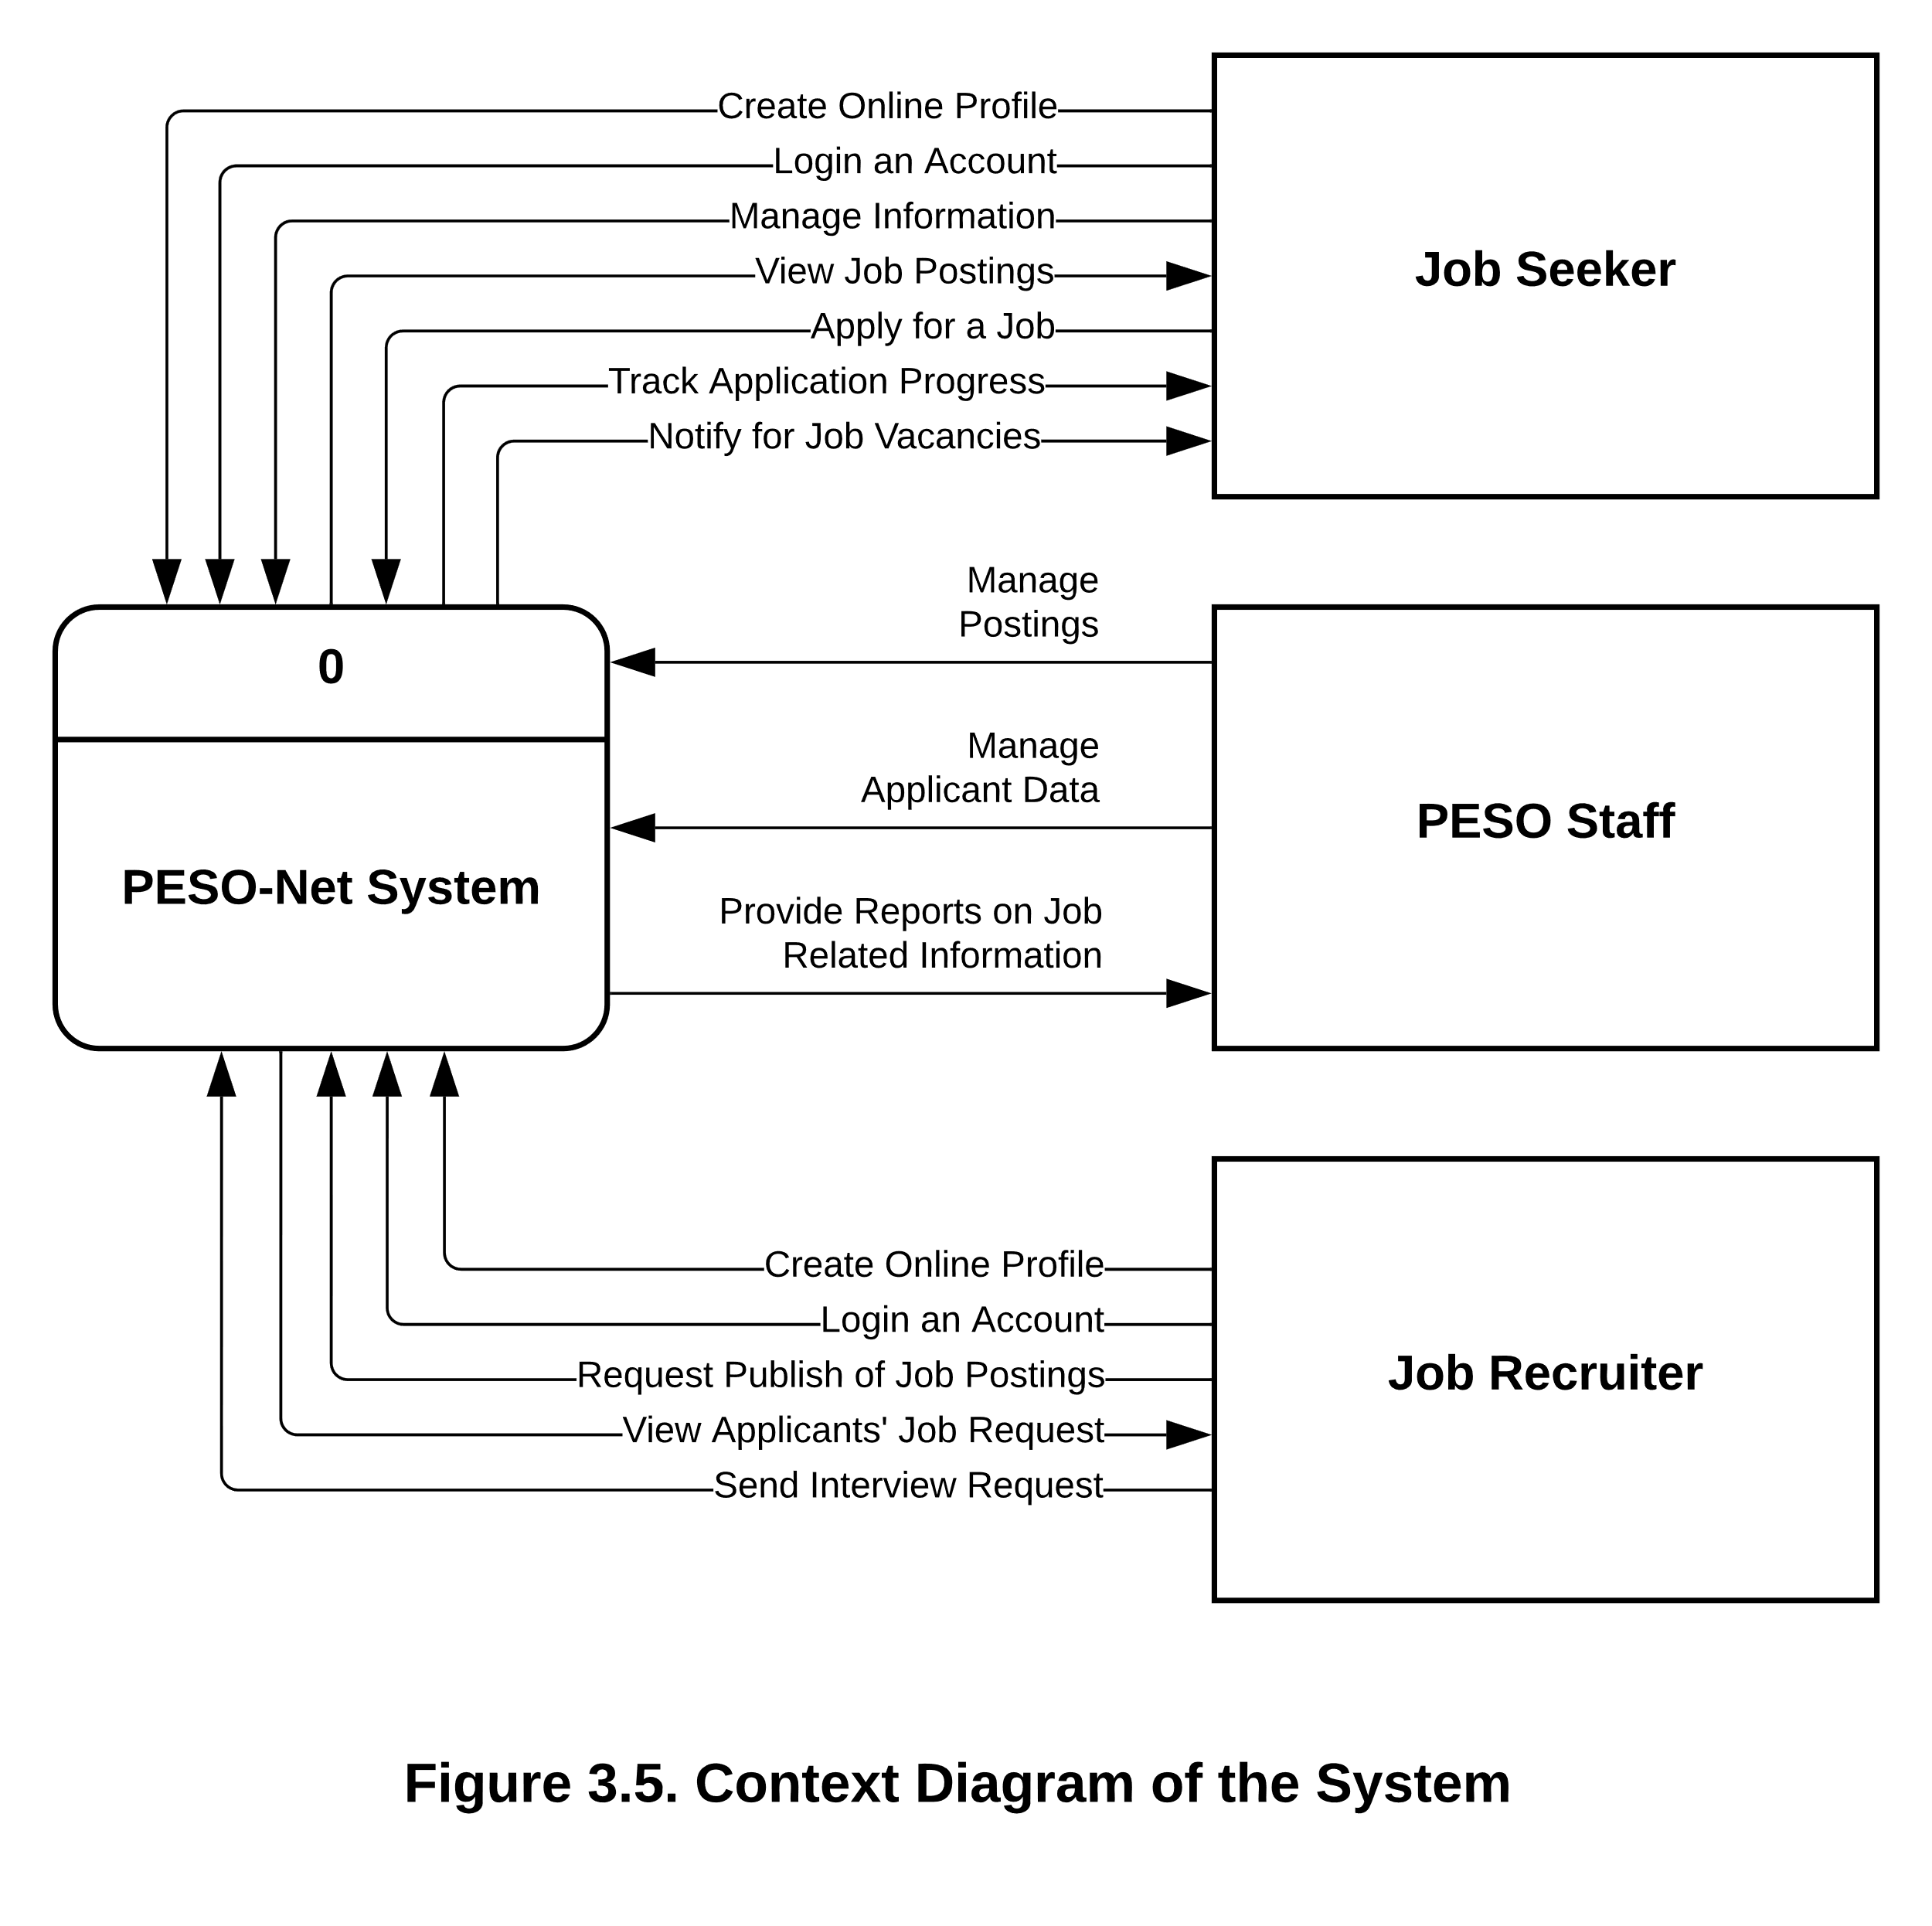 Create Online Profile
Login an Account
Manage Information
View Job Postings
Apply for a Job
Track Application Progress
Notify for Job Vacancies
Job Seeker
Manage
Postings
Manage
Applicant Data
Provide Reports on Job
Related Information
PESO Staff
0
PESO-Net System
Create Online Profile
Login an Account
Request Publish of Job Postings
View Applicants' Job Request
Send Interview Request
Job Recruiter
Figure 3.5. Context Diagram of the System